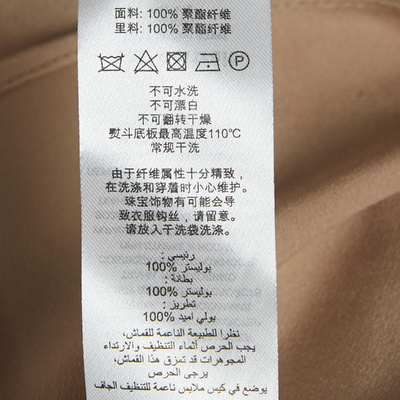 面料: 100% 聚酯纤维
里料: 100% 聚酯纤维
P
不可水洗
不可漂白
不可翻转干燥
熨斗底板最高温度110℃
常规干洗
由于纤维属性十分精致，
在洗涤和穿着时小心维护。
珠宝饰物有可能会导
致衣服钩丝，请留意。
请放入干洗袋洗涤.
رئيسي :
بوليستر %100
بطانة :
بوليستر %100
تطريز :
بولي اميد %100
نظرا للطبيعة الناعمة للقماش،
يجب الحرص أثناء التنظيف والارتداء
المجوهرات قد تمزق هذا القماش،
يرجى الحرص
يوضع في كيس ملابس ناعمة للتنظيف الجاف